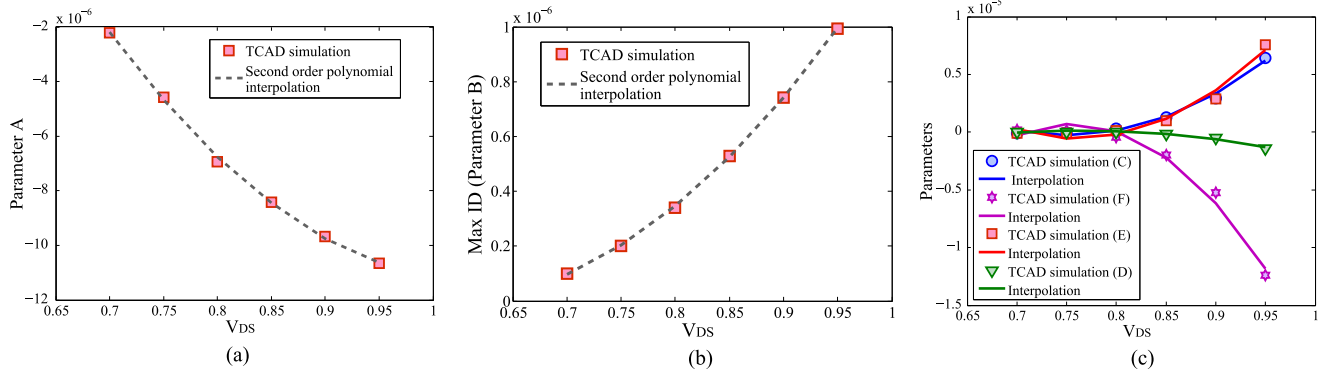 x 10⁻⁶
−2
−4
−6
−8
−10
−12
Parameter A
TCAD simulation
Second order polynomial
interpolation
0.65
0.7
0.75
0.8
0.85
0.9
0.95
1
VDS
(a)
x 10⁻⁶
1
0.8
0.6
0.4
0.2
0
Max ID (Parameter B)
TCAD simulation
Second order polynomial
interpolation
0.65
0.7
0.75
0.8
0.85
0.9
0.95
1
VDS
(b)
x 10⁻⁵
1
0.5
0
−0.5
−1
−1.5
Parameters
TCAD simulation (C)
Interpolation
TCAD simulation (F)
Interpolation
TCAD simulation (E)
Interpolation
TCAD simulation (D)
Interpolation
0.65
0.7
0.75
0.8
0.85
0.9
0.95
1
VDS
(c)